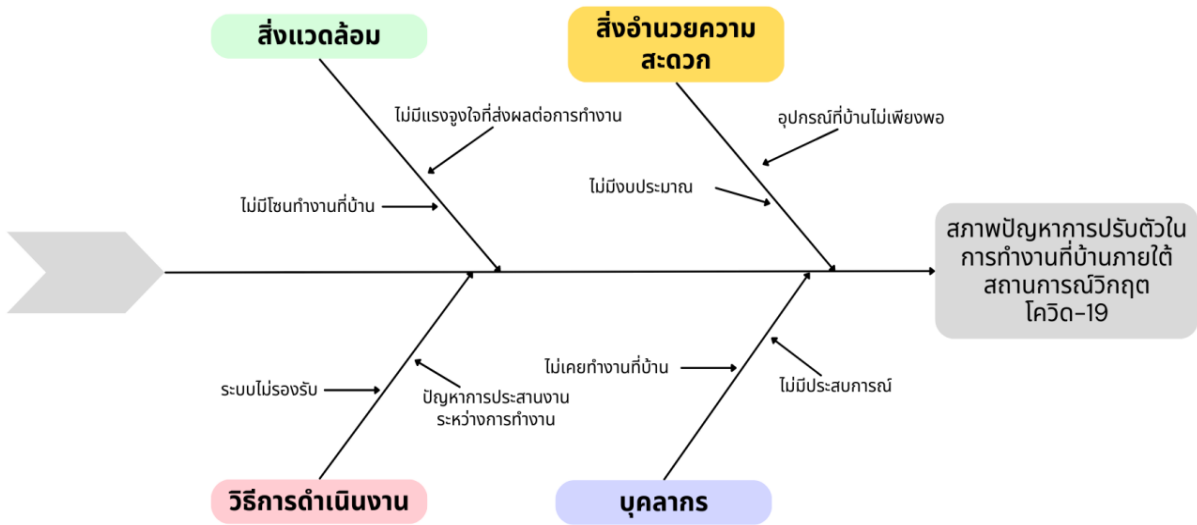 สิ่งแวดล้อม
สิ่งอำนวยความ
สะดวก
ไม่มีแรงจูงใจที่ส่งผลต่อการทำงาน
อุปกรณ์ที่บ้านไม่เพียงพอ
ไม่มีโซนทำงานที่บ้าน
ไม่มีงบประมาณ
สภาพปัญหาการปรับตัวใน
การทำงานที่บ้านภายใต้
สถานการณ์วิกฤต
โควิด-19
ระบบไม่รองรับ
ปัญหาการประสานงาน
ระหว่างการทำงาน
ไม่เคยทำงานที่บ้าน
ไม่มีประสบการณ์
วิธีการดำเนินงาน
บุคลากร